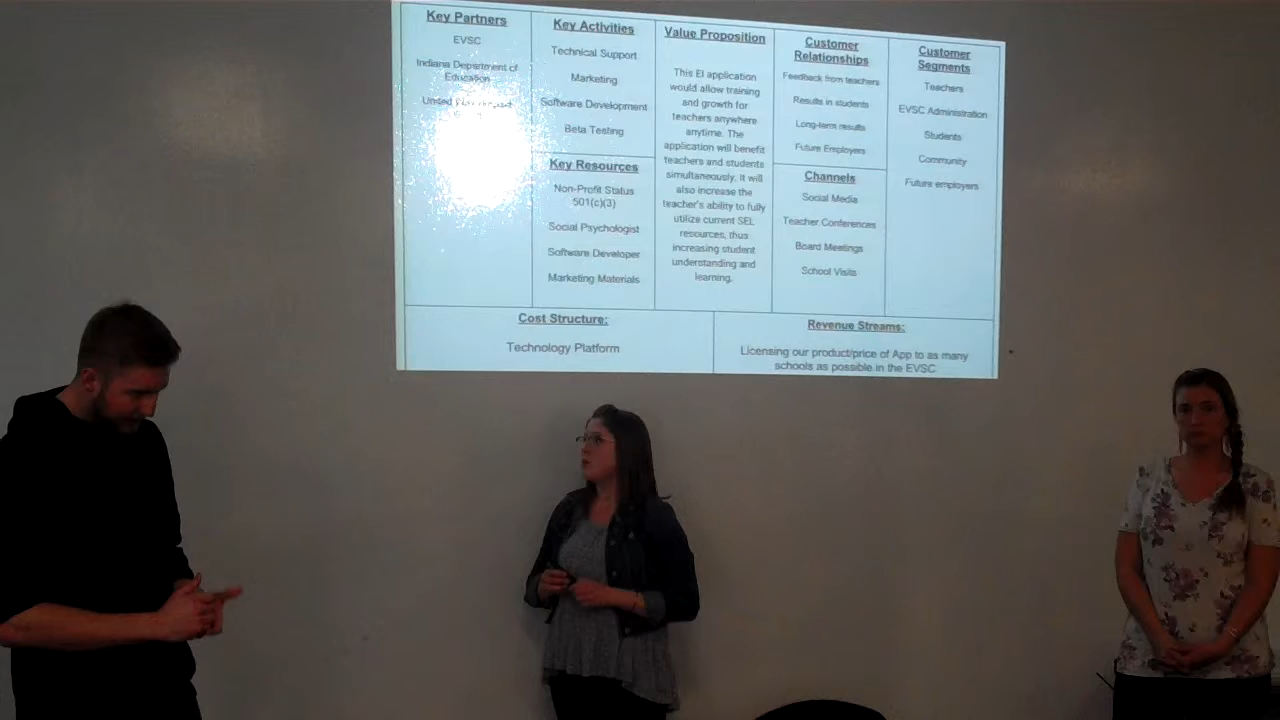 Key Partners
EVSC
Indiana Department of
Education
United
Key Activities
Technical Support
Marketing
Software Development
Beta Testing
Key Resources
Non-Profit Status
501(c)(3)
Social Psychologist
Software Developer
Marketing Materials
Value Proposition
This EI application
would allow training
and growth for
teachers anywhere
anytime. The
application will benefit
teachers and students
simultaneously. It will
also increase the
teacher's ability to fully
utilize current SEL
resources, thus
increasing student
understanding and
learning.
Customer
Relationships
Feedback from teachers
Results in students
Long-term results
Future Employers
Channels
Social Media
Teacher Conferences
Board Meetings
School Visits
Customer
Segments
Teachers
EVSC Administration
Students
Community
Future employers
Cost Structure:
Technology Platform
Revenue Streams:
Licensing our product/price of App to as many
schools as possible in the EVSC